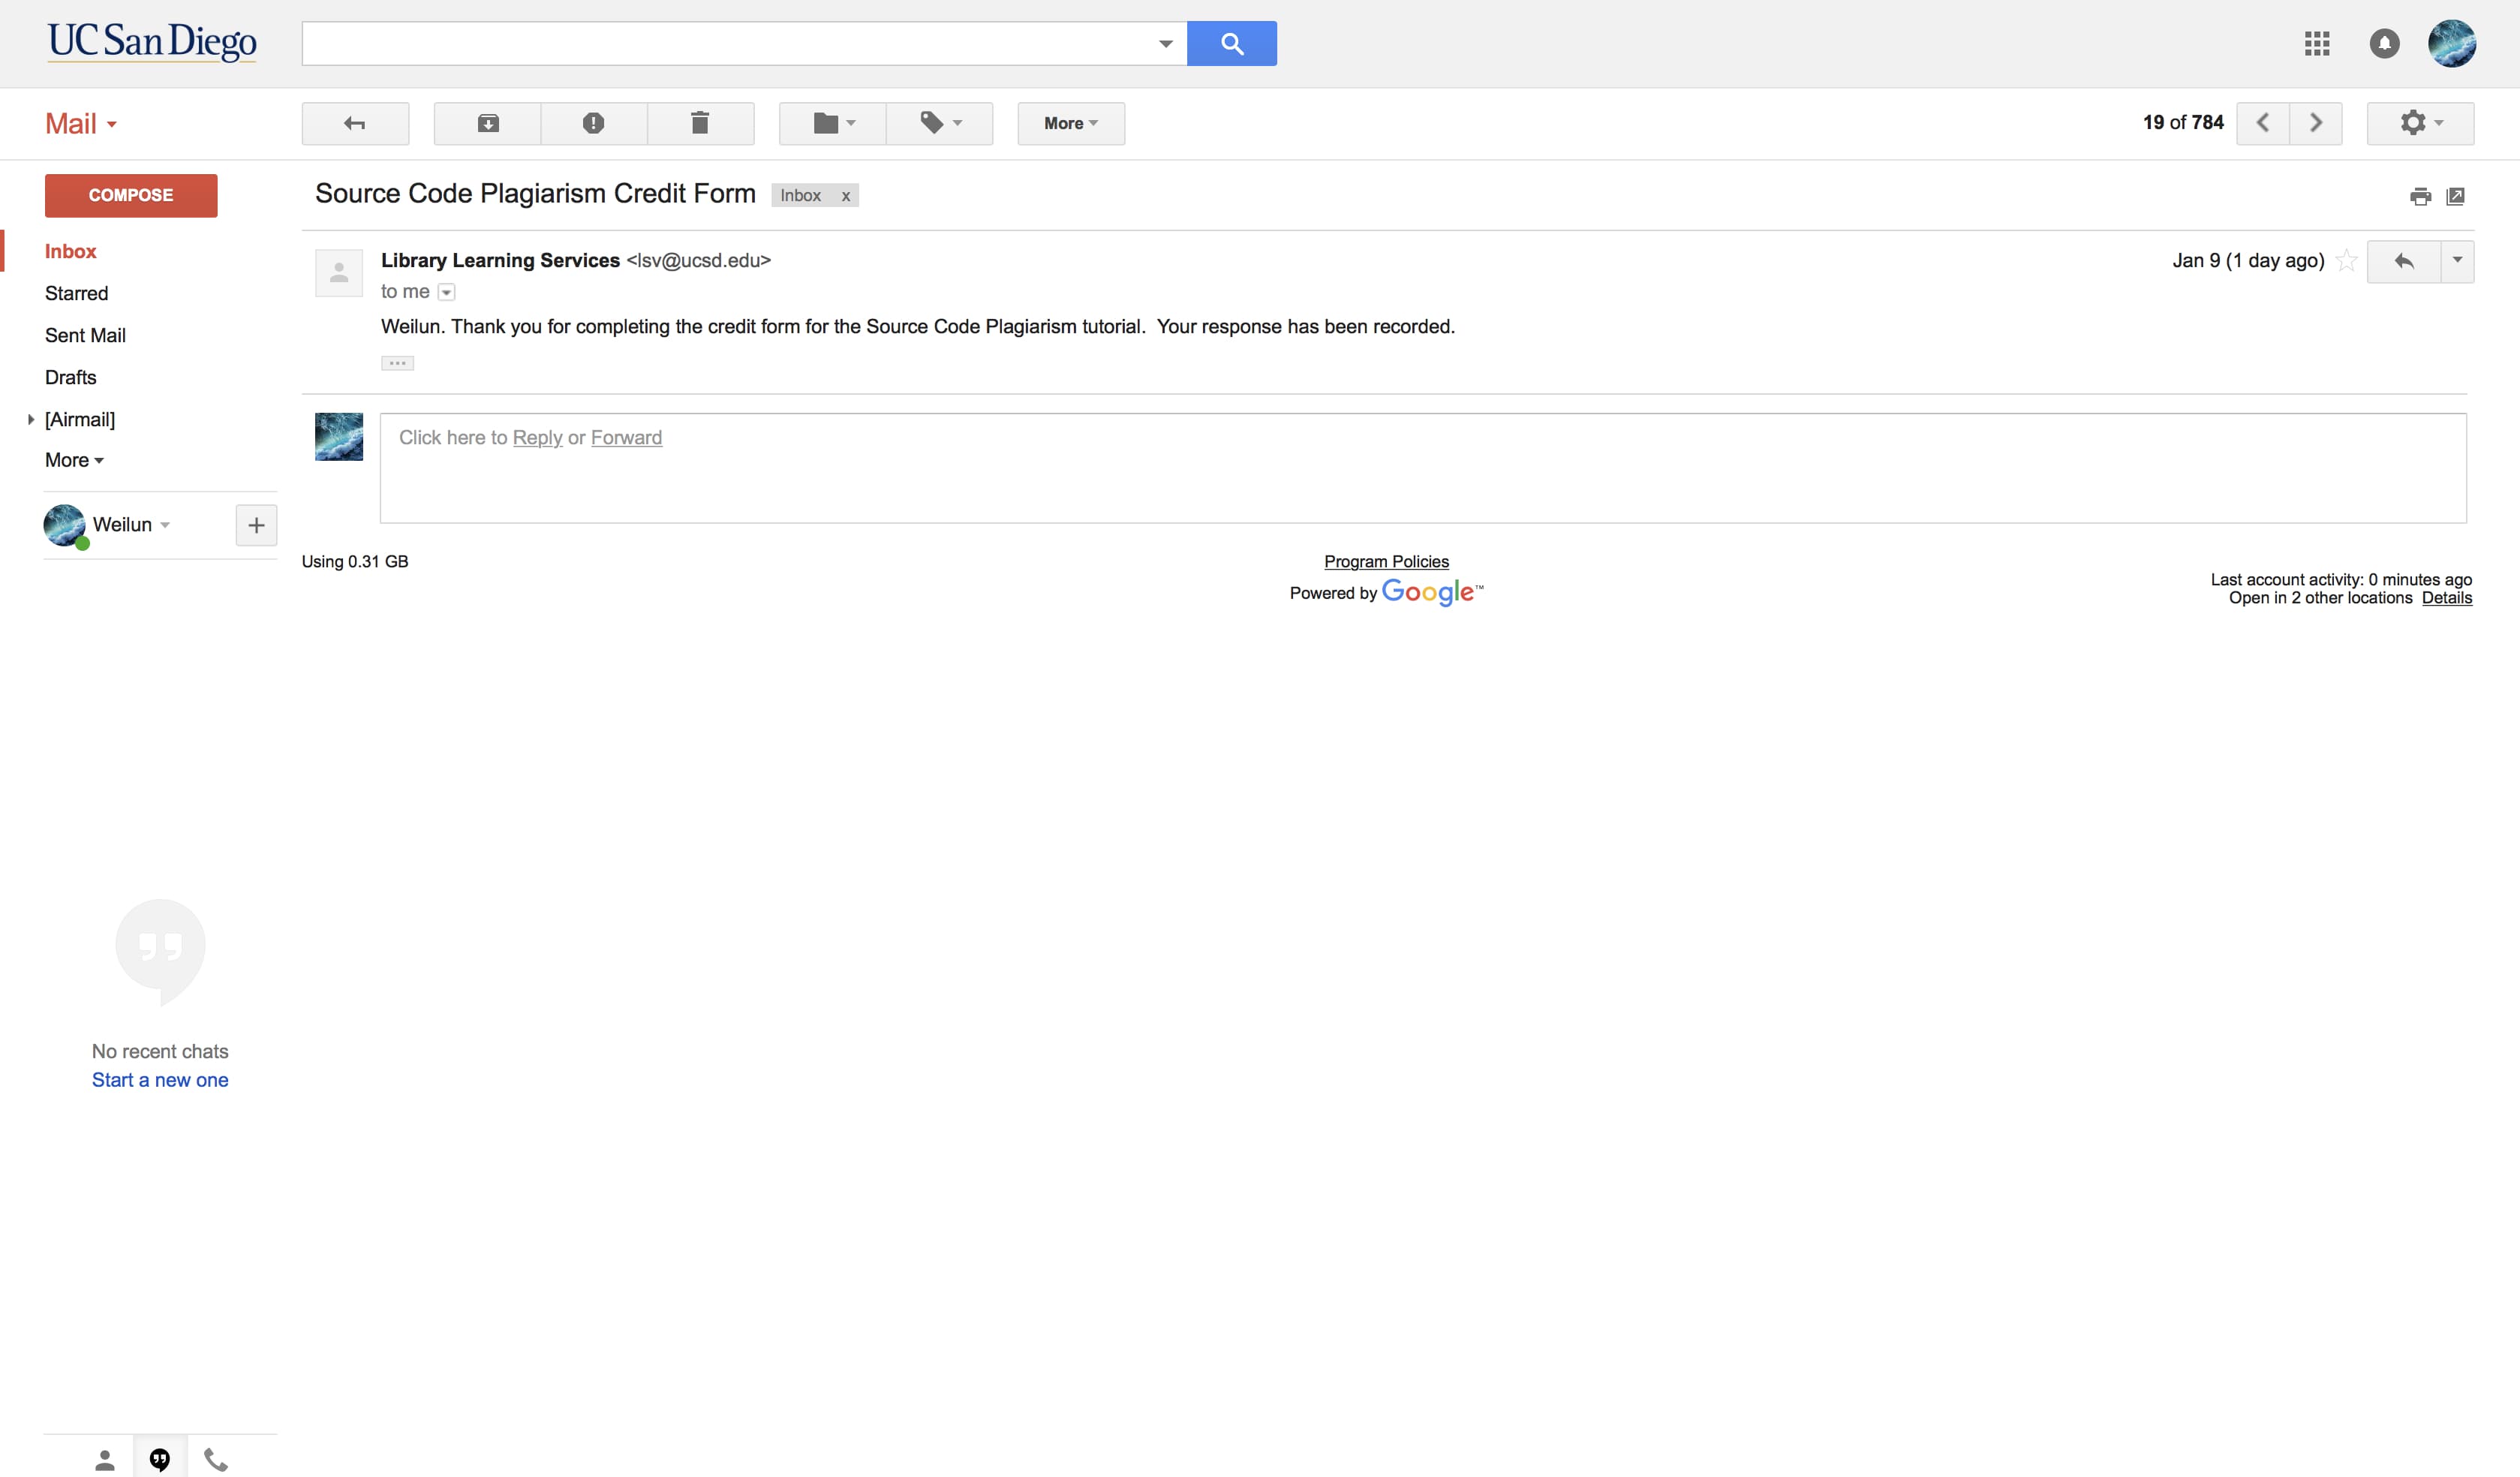 UC San Diego
Mail
More
19 of 784
COMPOSE
Source Code Plagiarism Credit Form Inbox x
Inbox
Starred
Sent Mail
Drafts
[Airmail]
More
Weilun
Library Learning Services <lsv@ucsd.edu>
Jan 9 (1 day ago)
to me
Weilun. Thank you for completing the credit form for the Source Code Plagiarism tutorial.  Your response has been recorded.
Click here to Reply or Forward
Using 0.31 GB
Program Policies
Powered by Google™
Last account activity: 0 minutes ago
Open in 2 other locations  Details
No recent chats
Start a new one